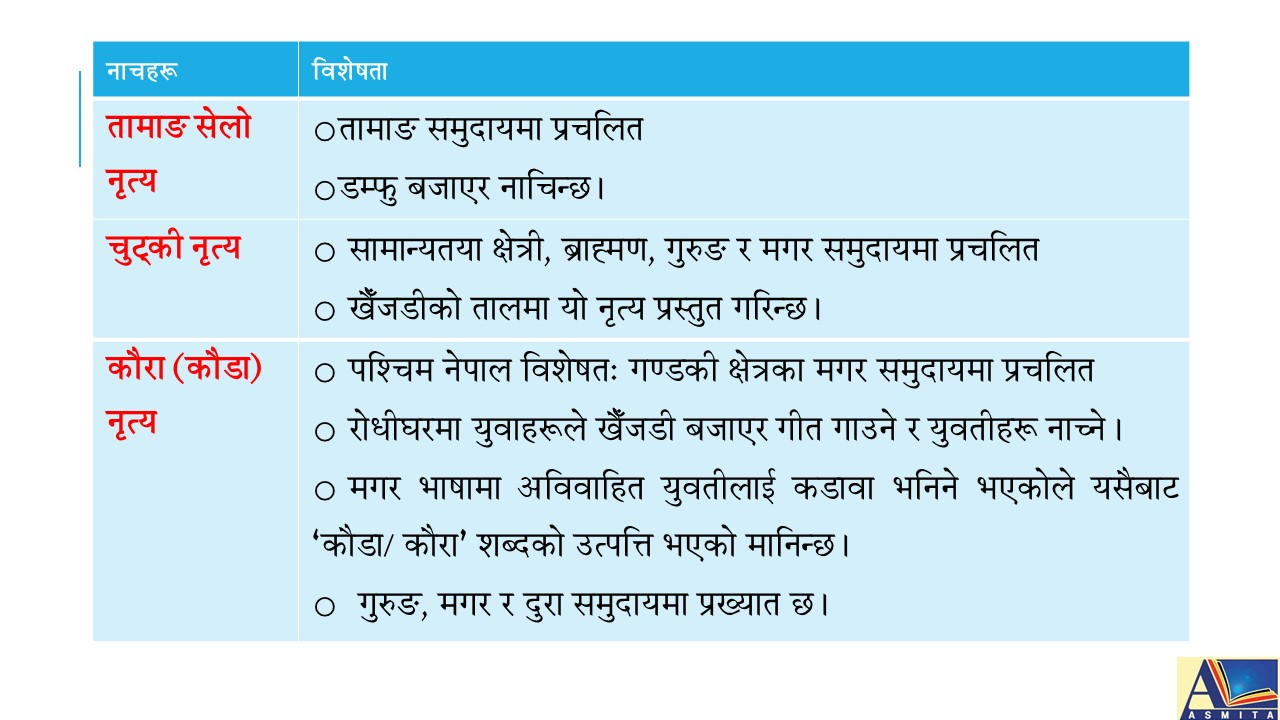 नाचहरू विशेषता
तामाङ सेलो
नृत्य
oतामाङ समुदायमा प्रचलित
oडम्फु बजाएर नाचिन्छ।
चुट्की नृत्य
o सामान्यतया क्षेत्री, ब्राह्मण, गुरुङ र मगर समुदायमा प्रचलित
o खैँजडीको तालमा यो नृत्य प्रस्तुत गरिन्छ।
कौरा (कौडा)
नृत्य
o पश्चिम नेपाल विशेषतः गण्डकी क्षेत्रका मगर समुदायमा प्रचलित
o रोधीघरमा युवाहरूले खैँजडी बजाएर गीत गाउने र युवतीहरू नाच्ने।
o मगर भाषामा अविवाहित युवतीलाई कडावा भनिने भएकोले यसैबाट
‘कौडा/ कौरा’ शब्दको उत्पत्ति भएको मानिन्छ।
o गुरुङ, मगर र दुरा समुदायमा प्रख्यात छ।
ASMITA